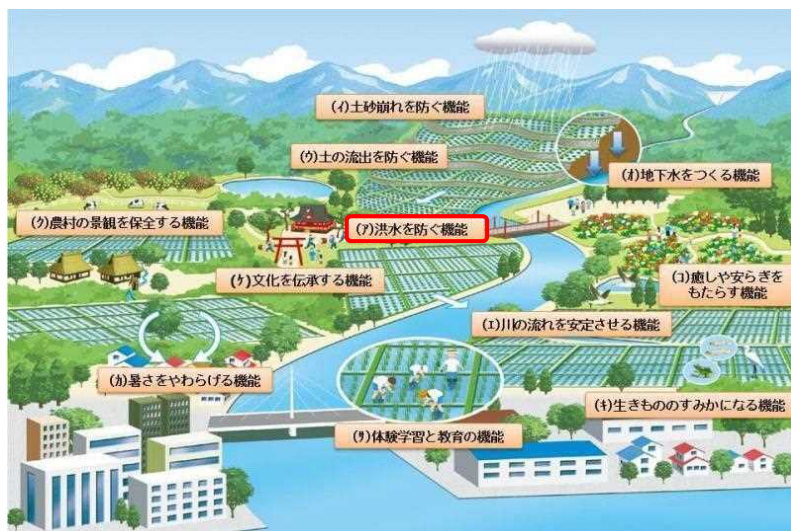 (イ)土砂崩れを防ぐ機能
(ウ)土の流出を防ぐ機能
(オ)地下水をつくる機能
(ク)農村の景観を保全する機能
(ア)洪水を防ぐ機能
(ケ)文化を伝承する機能
(コ)癒しや安らぎを
もたらす機能
(エ)川の流れを安定させる機能
(カ)暑さをやわらげる機能
(キ)生きもののすみかになる機能
(サ)体験学習と教育の機能